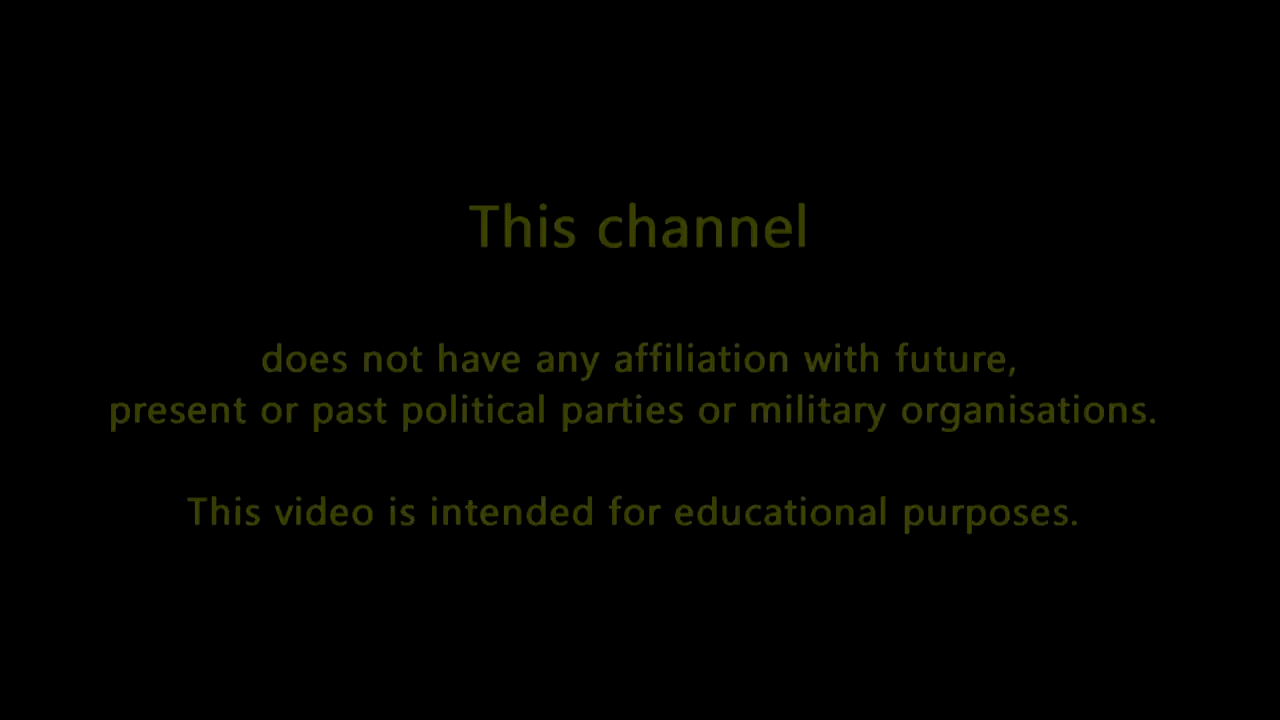 This channel
does not have any affiliation with future,
present or past political parties or military organisations.
This video is intended for educational purposes.